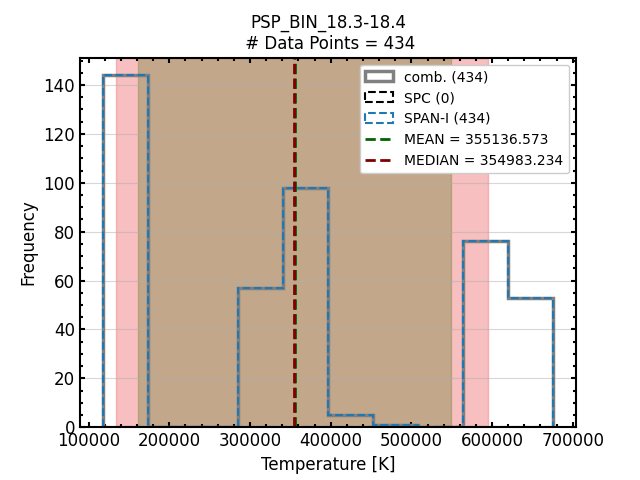 PSP_BIN_18.3-18.4
# Data Points = 434
comb. (434)
SPC (0)
SPAN-I (434)
MEAN = 355136.573
MEDIAN = 354983.234
Frequency
140
120
100
80
60
40
20
0
100000 200000 300000 400000 500000 600000 700000
Temperature [K]